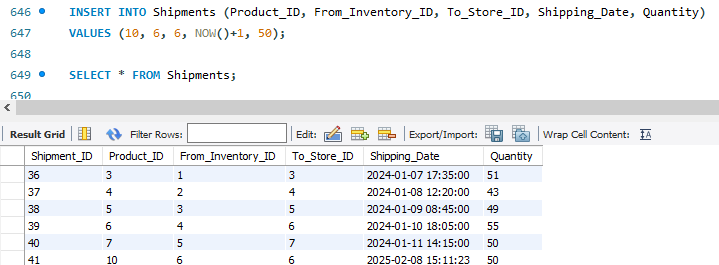 646 INSERT INTO Shipments (Product_ID, From_Inventory_ID, To_Store_ID, Shipping_Date, Quantity)
647 VALUES (10, 6, 6, NOW()+1, 50);
648
649 SELECT * FROM Shipments;
650
Result Grid Filter Rows: Edit: Export/Import: Wrap Cell Content: IA
Shipment_ID Product_ID From_Inventory_ID To_Store_ID Shipping_Date Quantity
36 3 1 3 2024-01-07 17:35:00 51
37 4 2 4 2024-01-08 12:20:00 43
38 5 3 5 2024-01-09 08:45:00 49
39 6 4 6 2024-01-10 18:05:00 55
40 7 5 7 2024-01-11 14:15:00 50
41 10 6 6 2025-02-08 15:11:23 50